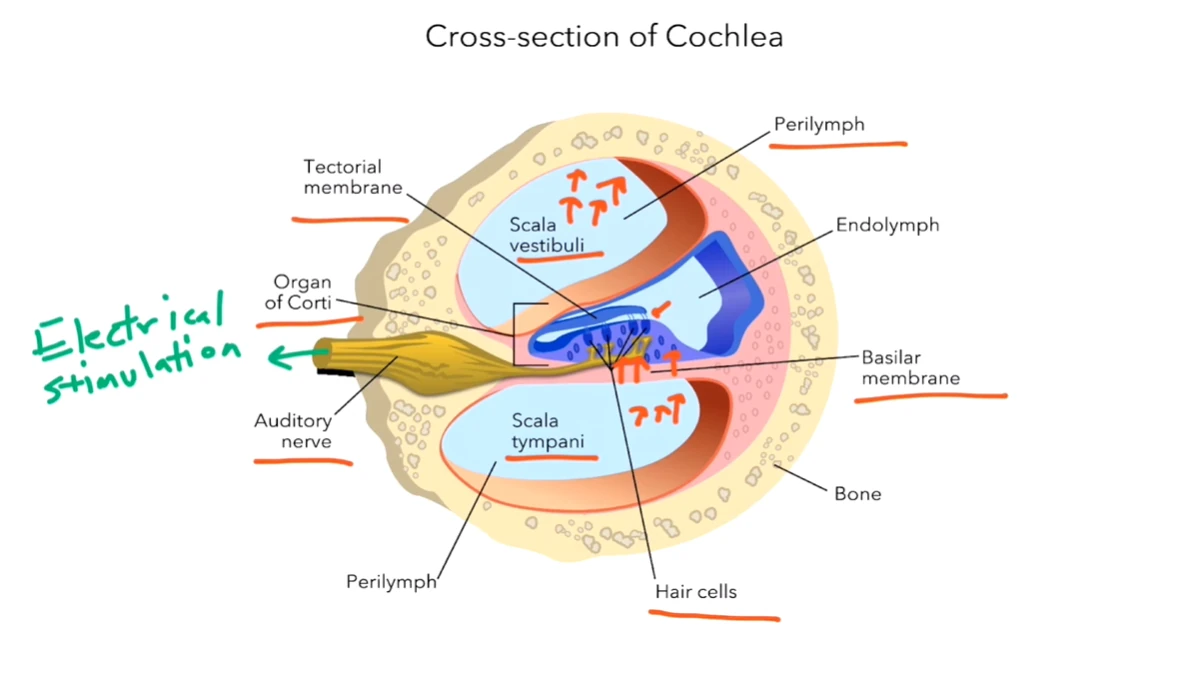 Cross-section of Cochlea
Perilymph
Tectorial
membrane
Scala
vestibuli
Endolymph
Organ
of Corti
Electrical
stimulation
Basilar
membrane
Auditory
nerve
Scala
tympani
Bone
Perilymph
Hair cells